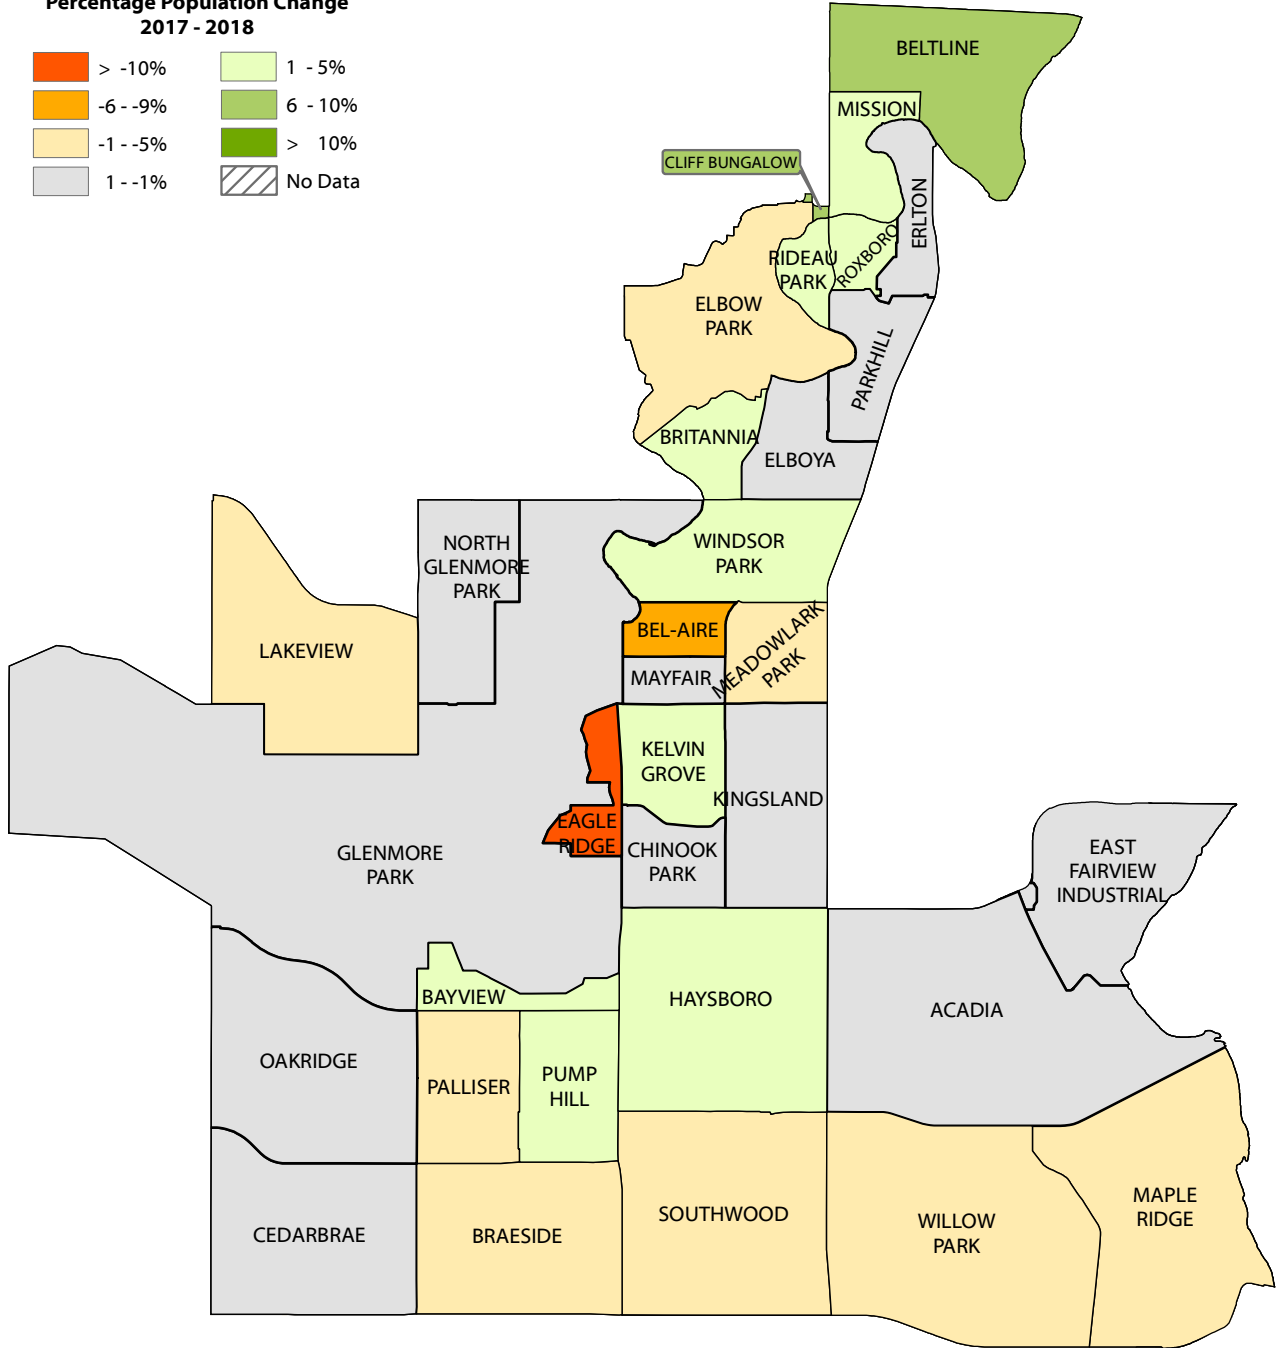 Percentage Population Change
2017 - 2018
> -10%
1 - 5%
-6 - -9%
6 - 10%
-1 - -5%
> 10%
1 - -1%
No Data
BELTLINE
MISSION
CLIFF BUNGALOW
ERLTON
RIDEAU
PARK
ROXBORO
ELBOW
PARK
PARKHILL
BRITANNIA
ELBOYA
NORTH
GLENMORE
PARK
WINDSOR
PARK
LAKEVIEW
BEL-AIRE
MEADOWLARK
PARK
MAYFAIR
KELVIN
GROVE
KINGSLAND
EAGLE
RIDGE
GLENMORE
PARK
CHINOOK
PARK
EAST
FAIRVIEW
INDUSTRIAL
BAYVIEW
HAYSBORO
ACADIA
OAKRIDGE
PALLISER
PUMP
HILL
CEDARBRAE
BRAESIDE
SOUTHWOOD
WILLOW
PARK
MAPLE
RIDGE